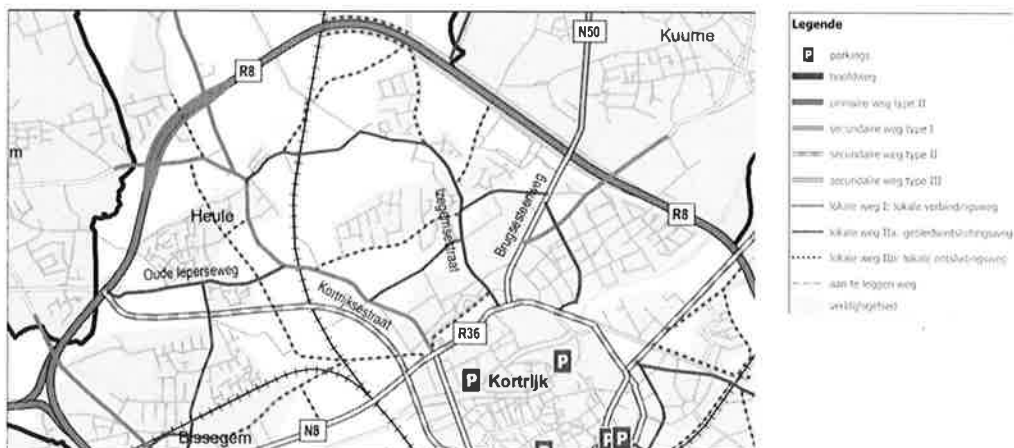 N50
Kuurne
R8
m
Heule
Izegemsestraat
Brugsesteenweg
R8
Oude Ieperseweg
Kortrijksestraat
R36
P
P
Kortrijk
N8
Bissegem
P
P
P
Legende
P parkings
hoofdweg
primaire weg type II
secundaire weg type I
secundaire weg type II
secundaire weg type III
lokale weg I: lokale verbindingsweg
lokale weg IIa: gebiedsontsluitingsweg
lokale weg IIb: lokale ontsluitingsweg
aan te leggen weg
verblijfsgebied